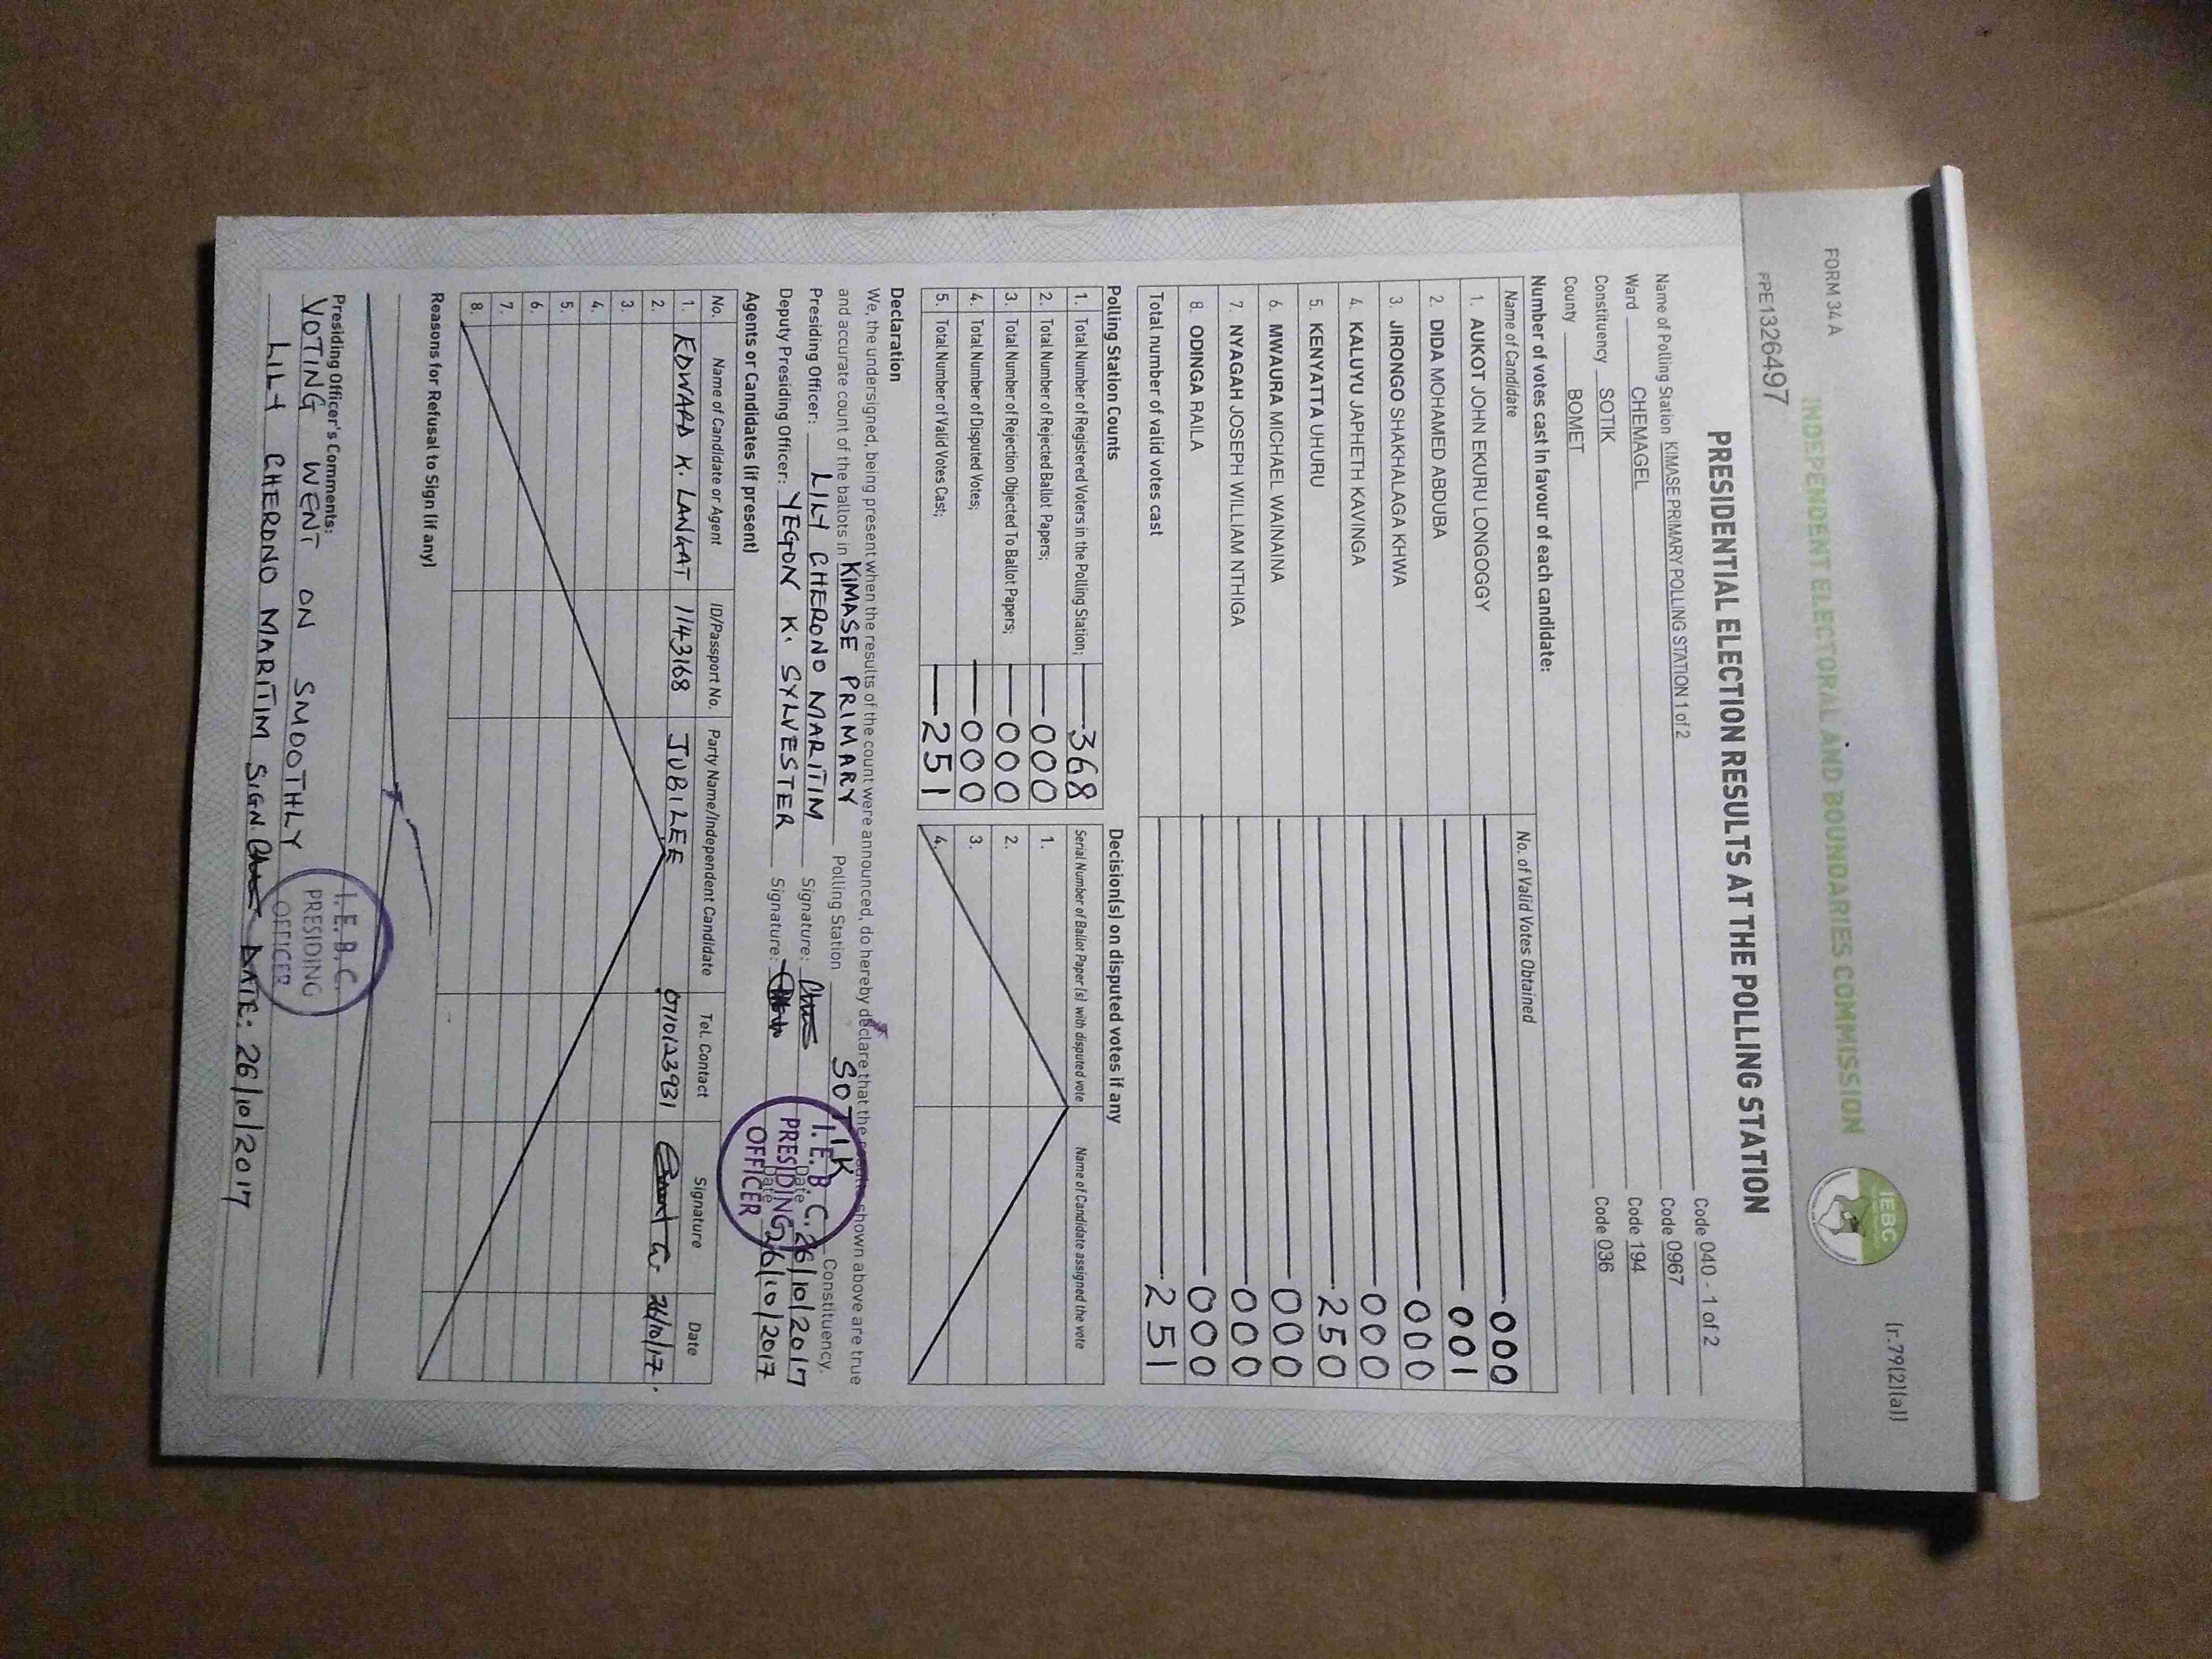 FORM 34 A
(r.79(2)(a))
INDEPENDENT ELECTORAL AND BOUNDARIES COMMISSION
IEBC
PPE1326497
PRESIDENTIAL ELECTION RESULTS AT THE POLLING STATION
Name of Polling Station KIMASE PRIMARY POLLING STATION 1 of 2 Code 040 - 1 of 2
Ward CHEMAGEL Code 0967
Constituency SOTIK Code 194
County BOMET Code 036
Number of votes cast in favour of each candidate:
Name of Candidate No. of Valid Votes Obtained
1. AUKOT JOHN EKURU LONGOGGY 000
2. DIDA MOHAMED ABDUBA 001
3. JIRONGO SHAKHALAGA KHWA 000
4. KALUYU JAPHETH KAVINGA 000
5. KENYATTA UHURU 250
6. MWAURA MICHAEL WAINAINA 000
7. NYAGAH JOSEPH WILLIAM NTHIGA 000
8. ODINGA RAILA 000
Total number of valid votes cast 251
Polling Station Counts
1. Total Number of Registered Voters in the Polling Station; 368
2. Total Number of Rejected Ballot Papers; 000
3. Total Number of Rejection Objected To Ballot Papers; 000
4. Total Number of Disputed Votes; 000
5. Total Number of Valid Votes Cast; 251
Decision(s) on disputed votes if any
Serial Number of Ballot Paper(s) with disputed vote Name of Candidate assigned the vote
1.
2.
3.
4.
Declaration
We, the undersigned, being present when the results of the count were announced, do hereby declare that the results shown above are true
and accurate count of the ballots in KIMASE PRIMARY Polling Station SOTIK Constituency.
Presiding Officer: LILY CHERONO MARITIM Signature: Date 26/10/2017
Deputy Presiding Officer: YEGON K. SYLVESTER Signature: Date 26/10/2017
I.E.B.C.
PRESIDING
OFFICER
Agents or Candidates (if present)
No. Name of Candidate or Agent ID/Passport No. Party Name/Independent Candidate Tel. Contact Signature Date
1. EDWARD K. LANGAT 1143168 JUBILEE 0710123931 26/10/17.
2.
3.
4.
5.
6.
7.
8.
Reasons for Refusal to Sign (if any)
Presiding Officer's Comments:
VOTING WENT ON SMOOTHLY
LILY CHERONO MARITIM SIGN DATE: 26/10/2017
I.E.B.C.
PRESIDING
OFFICER